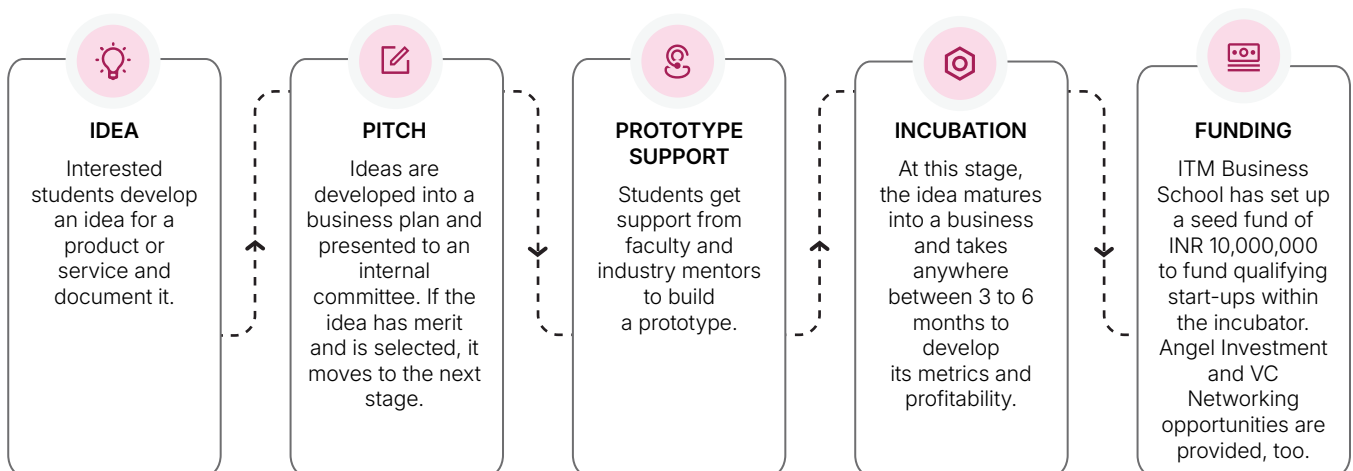 IDEA
Interested
students develop
an idea for a
product or
service and
document it.
PITCH
Ideas are
developed into a
business plan and
presented to an
internal
committee. If the
idea has merit
and is selected, it
moves to the next
stage.
PROTOTYPE
SUPPORT
Students get
support from
faculty and
industry mentors
to build
a prototype.
INCUBATION
At this stage,
the idea matures
into a business
and takes
anywhere
between 3 to 6
months to
develop
its metrics and
profitability.
FUNDING
ITM Business
School has set up
a seed fund of
INR 10,000,000
to fund qualifying
start-ups within
the incubator.
Angel Investment
and VC
Networking
opportunities are
provided, too.